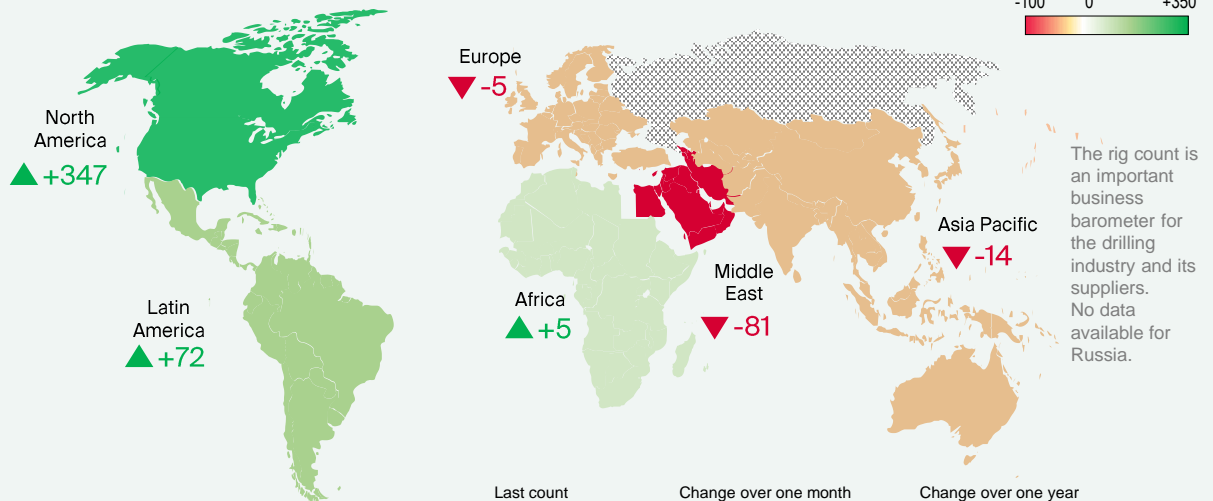 -100 0 +350
Europe
▼ -5
North
America
▲ +347
The rig count is
an important
business
barometer for
the drilling
industry and its
suppliers.
No data
available for
Russia.
Asia Pacific
▼ -14
Middle
East
▼ -81
Africa
▲ +5
Latin
America
▲ +72
Last count Change over one month Change over one year